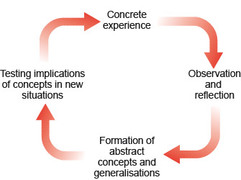 Concrete
experience
Observation
and
reflection
Formation of
abstract
concepts and
generalisations
Testing implications
of concepts in new
situations